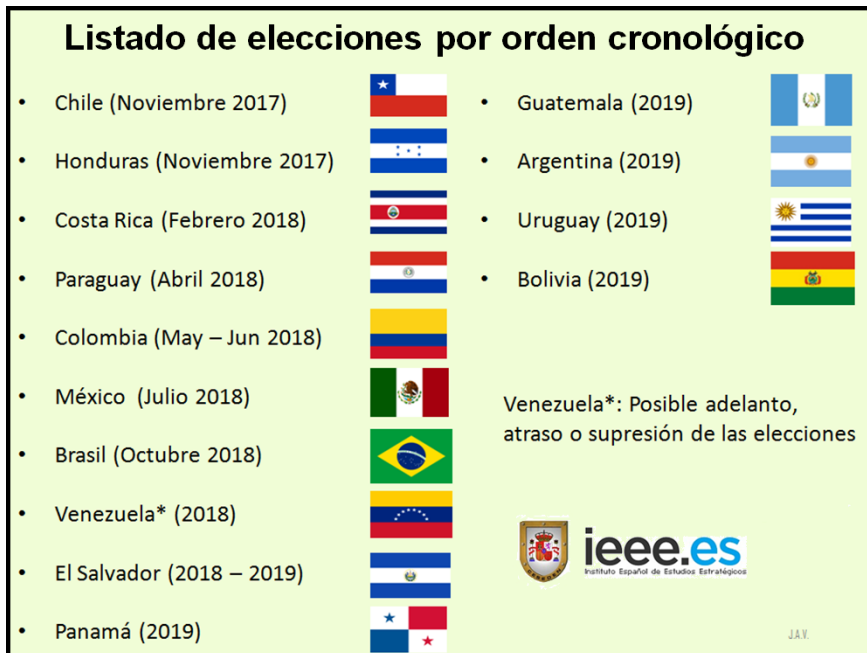 Listado de elecciones por orden cronológico
• Chile (Noviembre 2017)
• Honduras (Noviembre 2017)
• Costa Rica (Febrero 2018)
• Paraguay (Abril 2018)
• Colombia (May – Jun 2018)
• México (Julio 2018)
• Brasil (Octubre 2018)
• Venezuela* (2018)
• El Salvador (2018 – 2019)
• Panamá (2019)
• Guatemala (2019)
• Argentina (2019)
• Uruguay (2019)
• Bolivia (2019)
Venezuela*: Posible adelanto,
atraso o supresión de las elecciones
ieee.es
Instituto Español de Estudios Estratégicos
J.A.V.